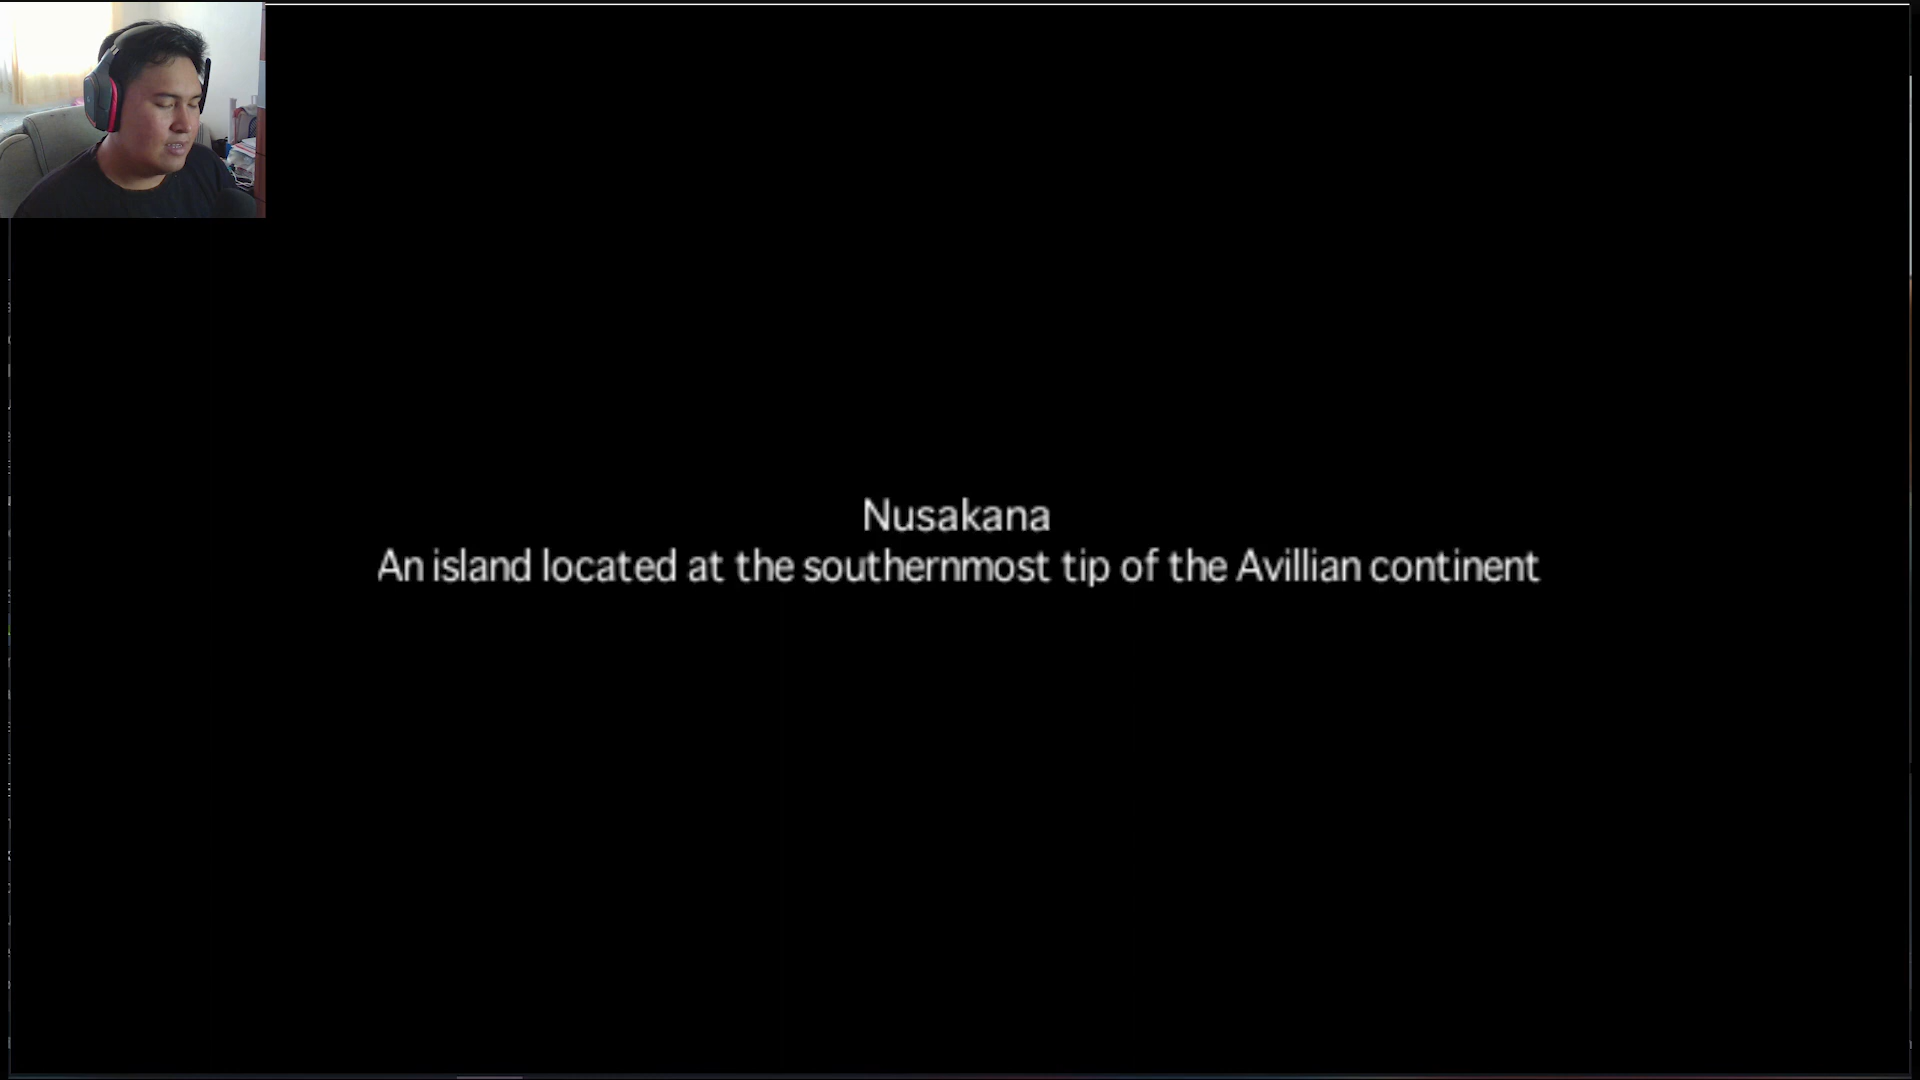 Nusakana
An island located at the southernmost tip of the Avillian continent